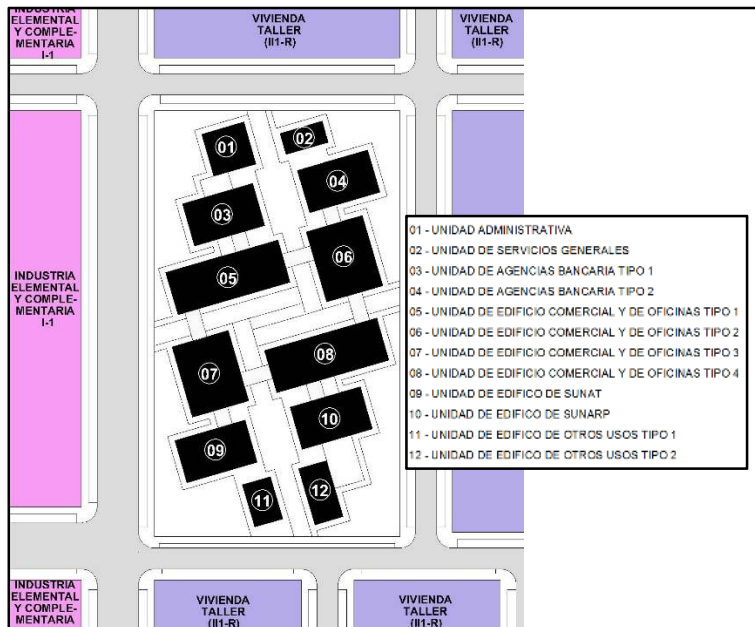 INDUSTRIA
ELEMENTAL
Y COMPLE-
MENTARIA
I-1
VIVIENDA
TALLER
(II1-R)
VIVIENDA
TALLER
(II1-R)
01
02
03
04
05
06
INDUSTRIA
ELEMENTAL
Y COMPLE-
MENTARIA
I-1
07
08
09
10
11
12
01 - UNIDAD ADMINISTRATIVA
02 - UNIDAD DE SERVICIOS GENERALES
03 - UNIDAD DE AGENCIAS BANCARIA TIPO 1
04 - UNIDAD DE AGENCIAS BANCARIA TIPO 2
05 - UNIDAD DE EDIFICIO COMERCIAL Y DE OFICINAS TIPO 1
06 - UNIDAD DE EDIFICIO COMERCIAL Y DE OFICINAS TIPO 2
07 - UNIDAD DE EDIFICIO COMERCIAL Y DE OFICINAS TIPO 3
08 - UNIDAD DE EDIFICIO COMERCIAL Y DE OFICINAS TIPO 4
09 - UNIDAD DE EDIFICO DE SUNAT
10 - UNIDAD DE EDIFICO DE SUNARP
11 - UNIDAD DE EDIFICO DE OTROS USOS TIPO 1
12 - UNIDAD DE EDIFICO DE OTROS USOS TIPO 2
INDUSTRIA
ELEMENTAL
Y COMPLE-
MENTARIA
VIVIENDA
TALLER
(II1-R)
VIVIENDA
TALLER
(II1-R)